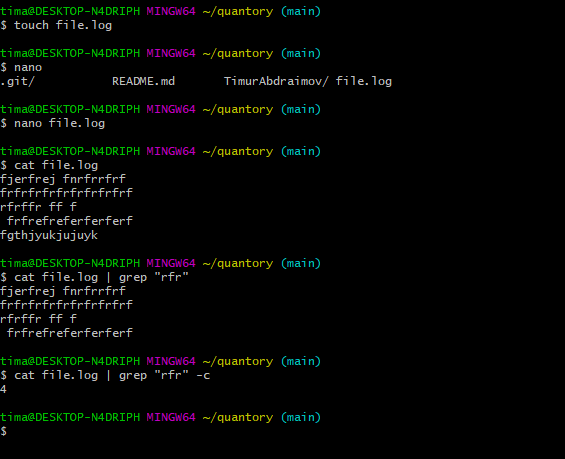 tima@DESKTOP-N4DRIPH MINGW64 ~/quantory (main)
$ touch file.log
tima@DESKTOP-N4DRIPH MINGW64 ~/quantory (main)
$ nano
.git/ README.md TimurAbdraimov/ file.log
tima@DESKTOP-N4DRIPH MINGW64 ~/quantory (main)
$ nano file.log
tima@DESKTOP-N4DRIPH MINGW64 ~/quantory (main)
$ cat file.log
fjerfrej fnrfrrfrf
frfrfrfrfrfrfrfrfrfrf
rfrffr ff f
frfrefreferferferf
fgthjyukjujuyk
tima@DESKTOP-N4DRIPH MINGW64 ~/quantory (main)
$ cat file.log | grep "rfr"
fjerfrej fnrfrrfrf
frfrfrfrfrfrfrfrfrfrf
rfrffr ff f
frfrefreferferferf
tima@DESKTOP-N4DRIPH MINGW64 ~/quantory (main)
$ cat file.log | grep "rfr" -c
4
tima@DESKTOP-N4DRIPH MINGW64 ~/quantory (main)
$